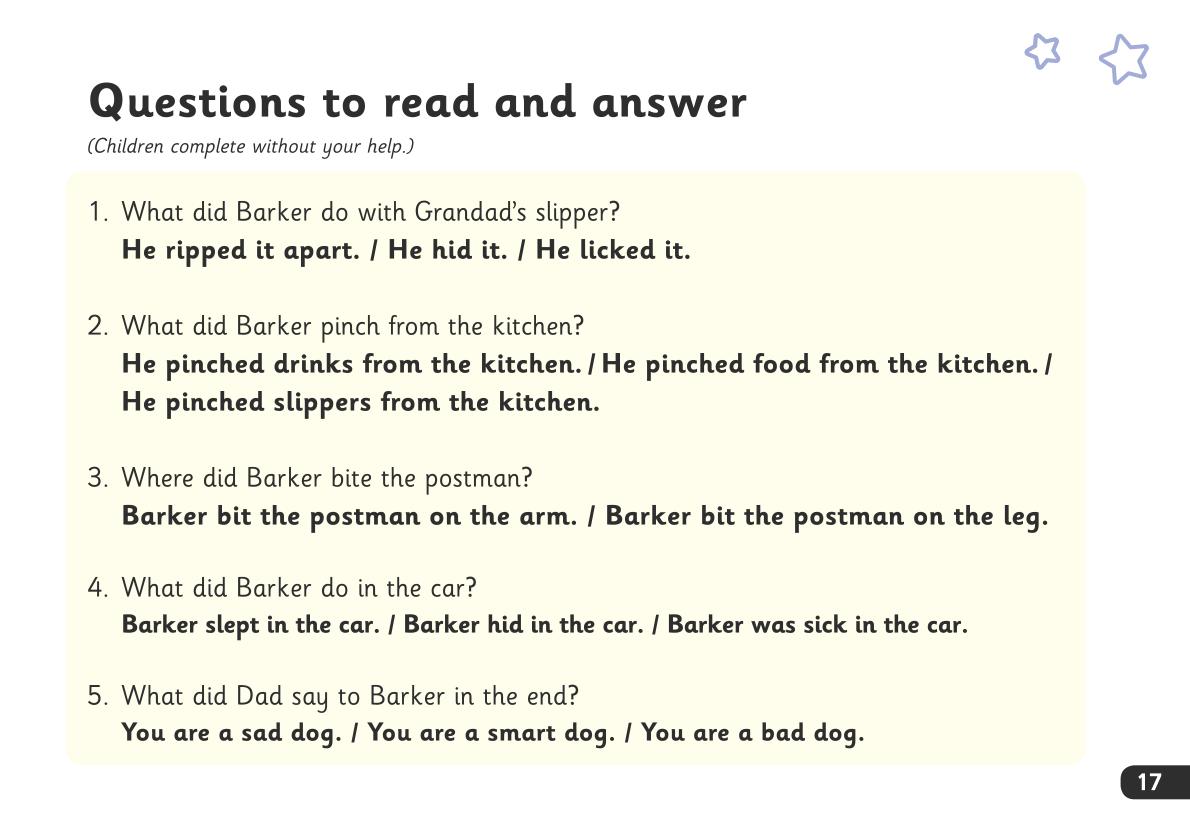 Questions to read and answer
(Children complete without your help.)
1. What did Barker do with Grandad’s slipper?
He ripped it apart. / He hid it. / He licked it.
2. What did Barker pinch from the kitchen?
He pinched drinks from the kitchen. / He pinched food from the kitchen. /
He pinched slippers from the kitchen.
3. Where did Barker bite the postman?
Barker bit the postman on the arm. / Barker bit the postman on the leg.
4. What did Barker do in the car?
Barker slept in the car. / Barker hid in the car. / Barker was sick in the car.
5. What did Dad say to Barker in the end?
You are a sad dog. / You are a smart dog. / You are a bad dog.
17